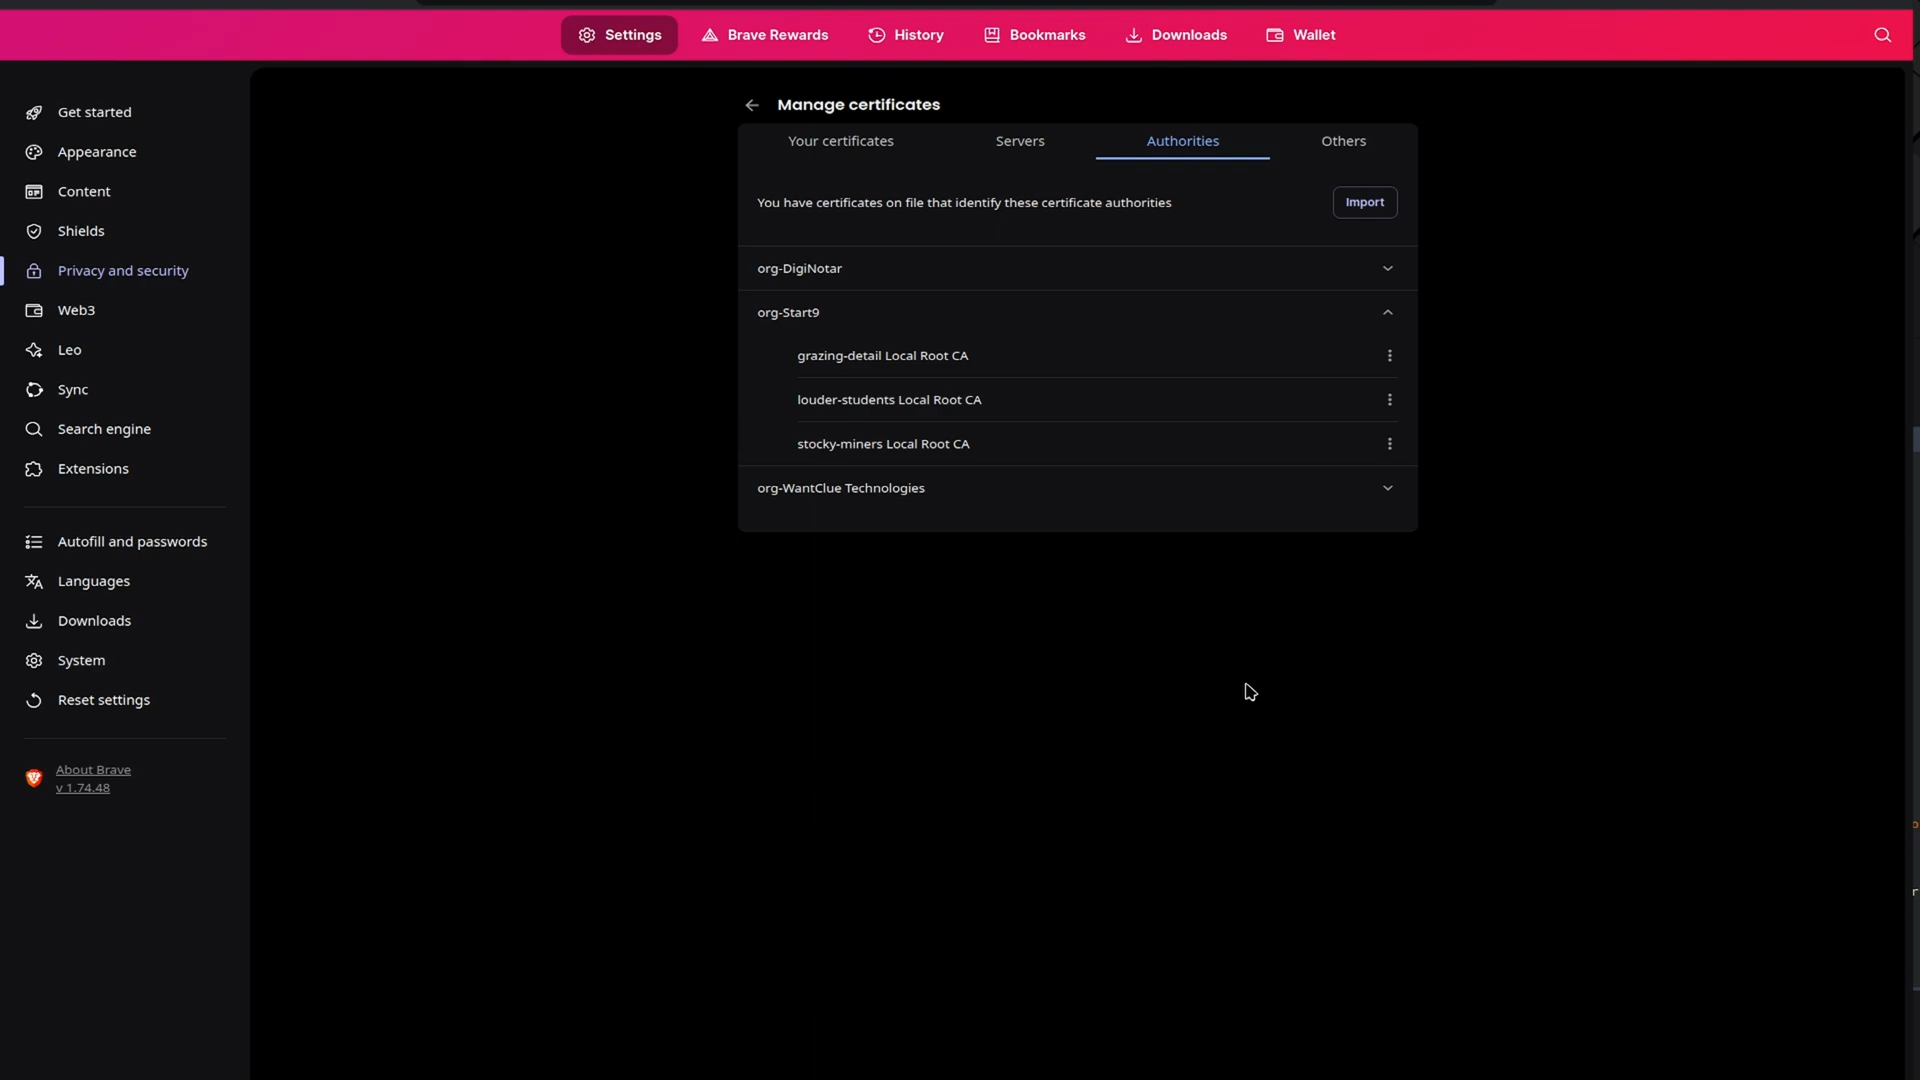 Settings
Brave Rewards
History
Bookmarks
Downloads
Wallet
Get started
Appearance
Content
Shields
Privacy and security
Web3
Leo
Sync
Search engine
Extensions
Autofill and passwords
Languages
Downloads
System
Reset settings
About Brave
v 1.74.48
Manage certificates
Your certificates
Servers
Authorities
Others
You have certificates on file that identify these certificate authorities
Import
org-DigiNotar
org-Start9
grazing-detail Local Root CA
louder-students Local Root CA
stocky-miners Local Root CA
org-WantClue Technologies